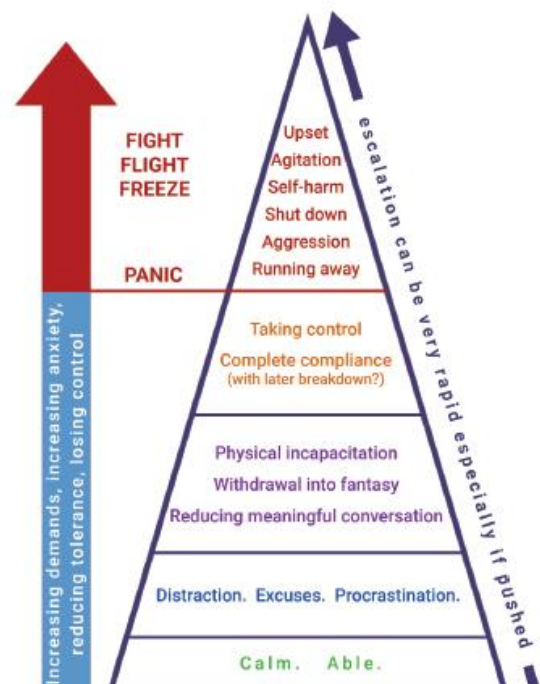 FIGHT
FLIGHT
FREEZE
PANIC
Upset
Agitation
Self-harm
Shut down
Aggression
Running away
Taking control
Complete compliance
(with later breakdown?)
Physical incapacitation
Withdrawal into fantasy
Reducing meaningful conversation
Distraction. Excuses. Procrastination.
Calm. Able.
Increasing demands, increasing anxiety,
reducing tolerance, losing control
escalation can be very rapid especially if pushed